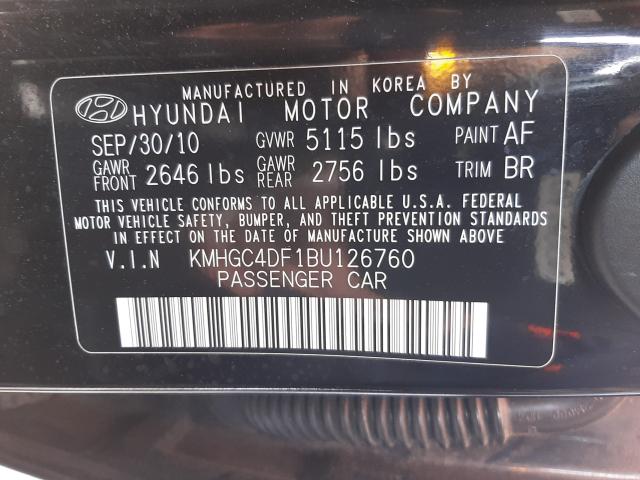 MANUFACTURED IN KOREA BY
HYUNDAI MOTOR COMPANY
SEP/30/10 GVWR 5115 lbs PAINT AF
GAWR FRONT 2646 lbs GAWR REAR 2756 lbs TRIM BR
THIS VEHICLE CONFORMS TO ALL APPLICABLE U.S.A. FEDERAL
MOTOR VEHICLE SAFETY, BUMPER, AND THEFT PREVENTION STANDARDS
IN EFFECT ON THE DATE OF MANUFACTURE SHOWN ABOVE
V.I.N KMHGC4DF1BU126760
PASSENGER CAR